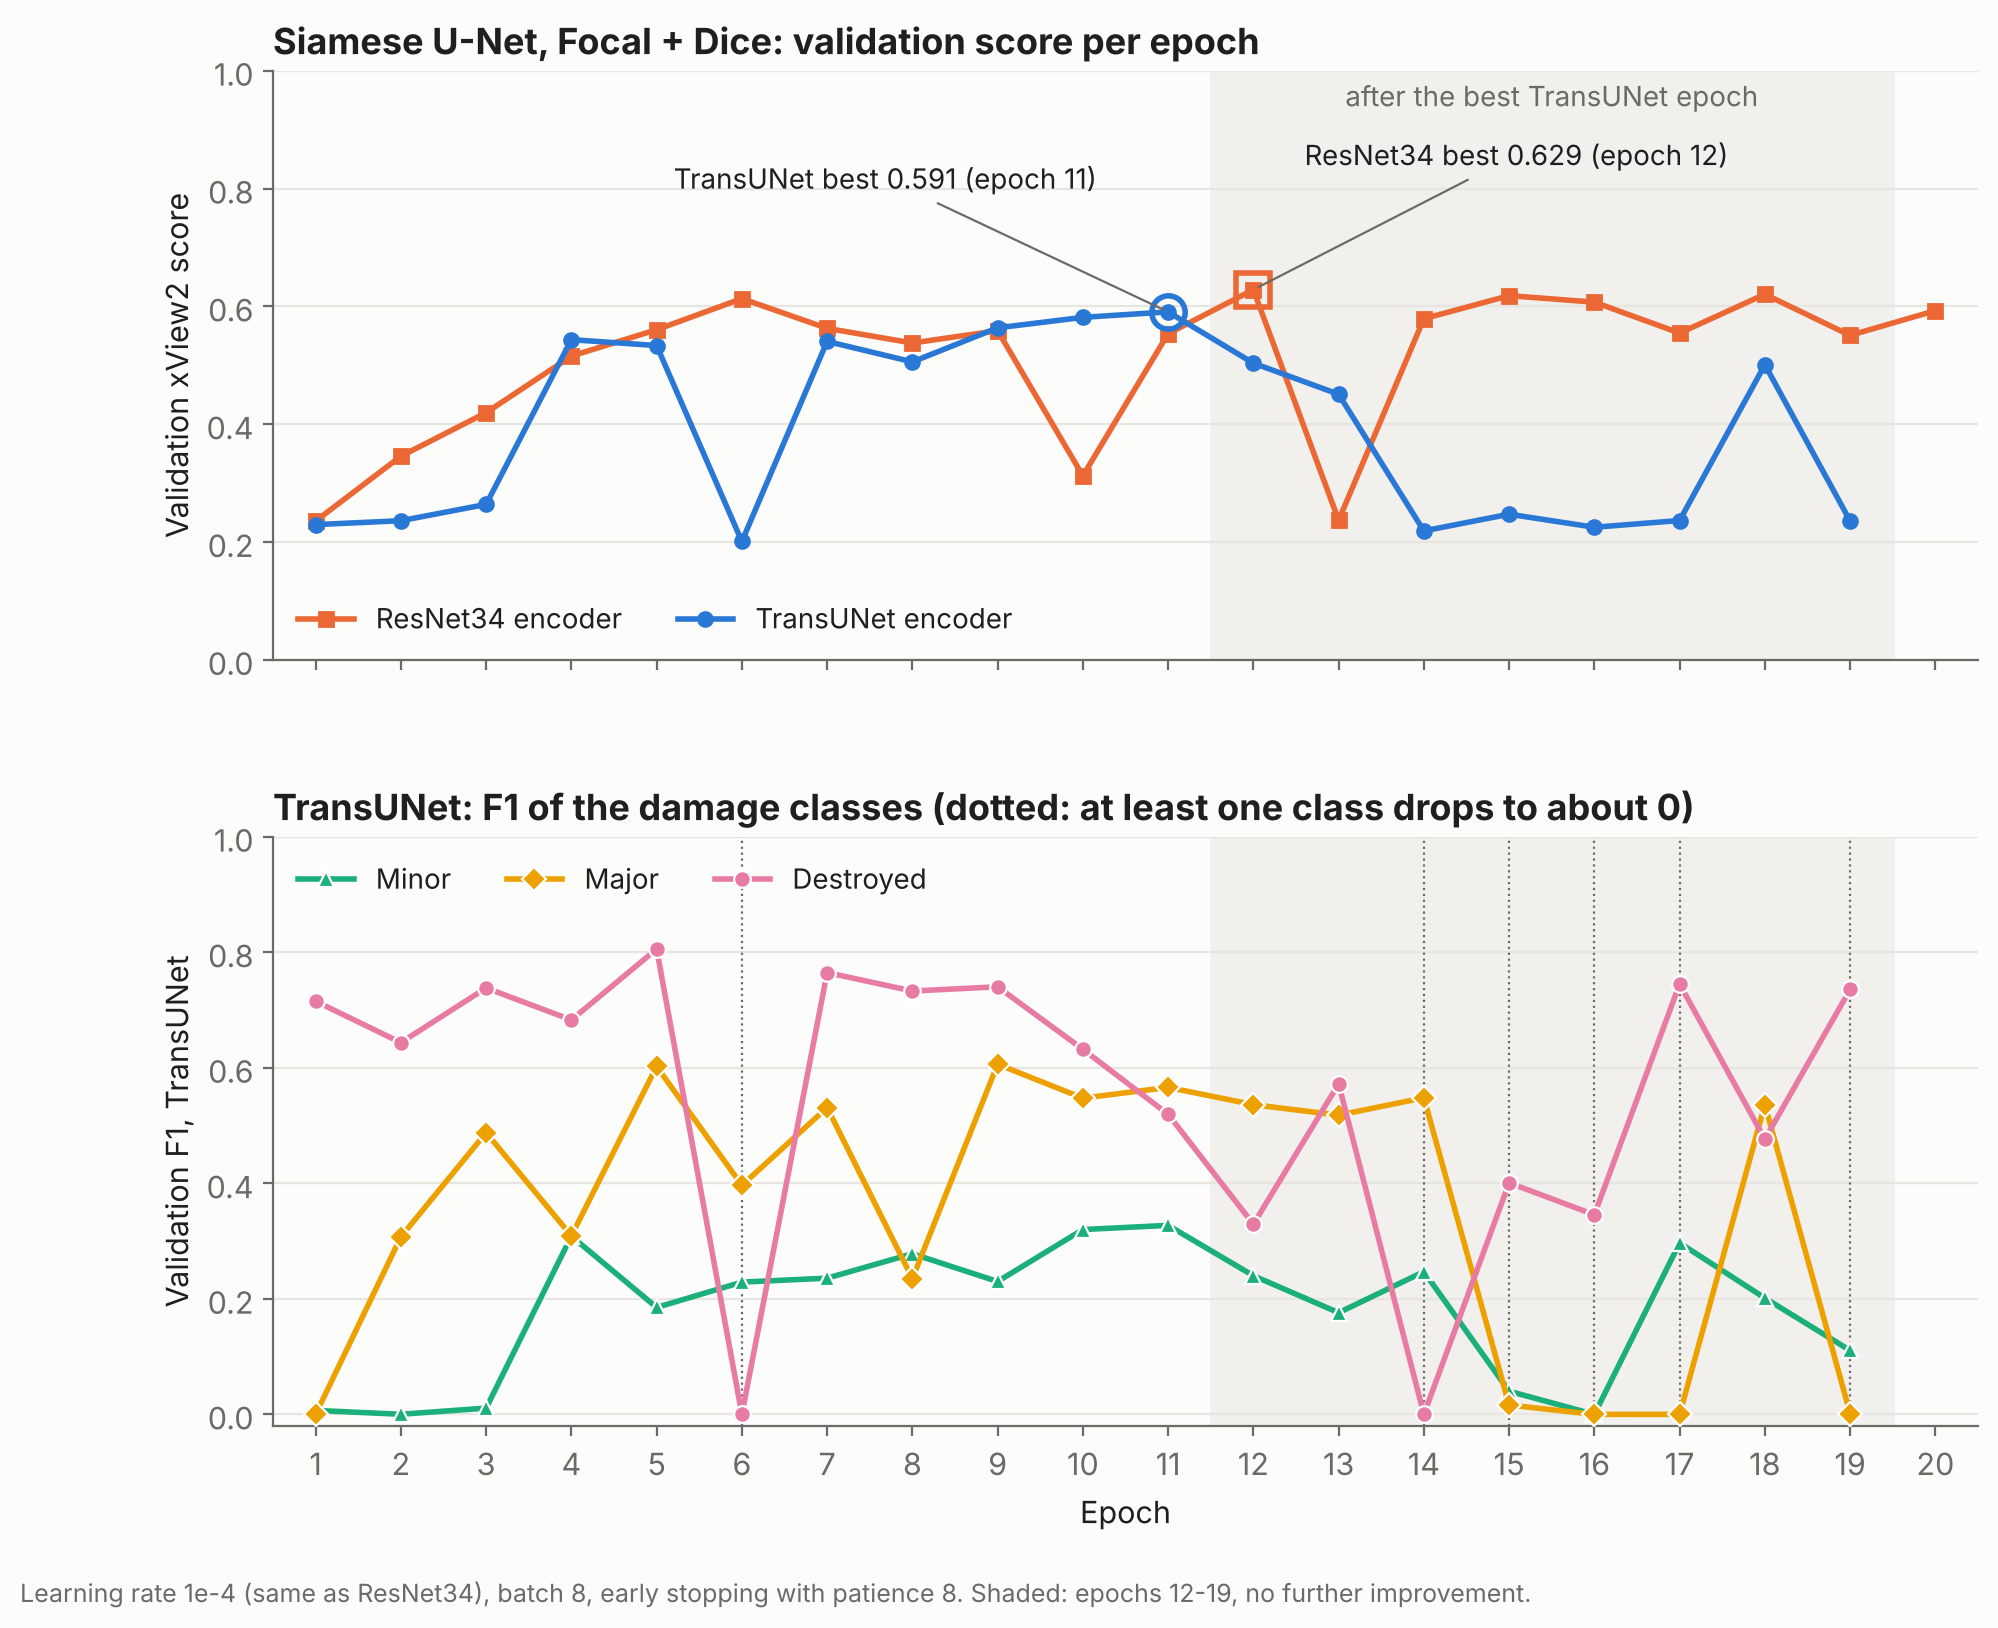 Siamese U-Net, Focal + Dice: validation score per epoch
1.0
after the best TransUNet epoch
ResNet34 best 0.629 (epoch 12)
TransUNet best 0.591 (epoch 11)
0.8
0.6
0.4
0.2
0.0
Validation xView2 score
ResNet34 encoder
TransUNet encoder
TransUNet: F1 of the damage classes (dotted: at least one class drops to about 0)
1.0
Minor
Major
Destroyed
0.8
0.6
0.4
0.2
0.0
Validation F1, TransUNet
1 2 3 4 5 6 7 8 9 10 11 12 13 14 15 16 17 18 19 20
Epoch
Learning rate 1e-4 (same as ResNet34), batch 8, early stopping with patience 8. Shaded: epochs 12-19, no further improvement.